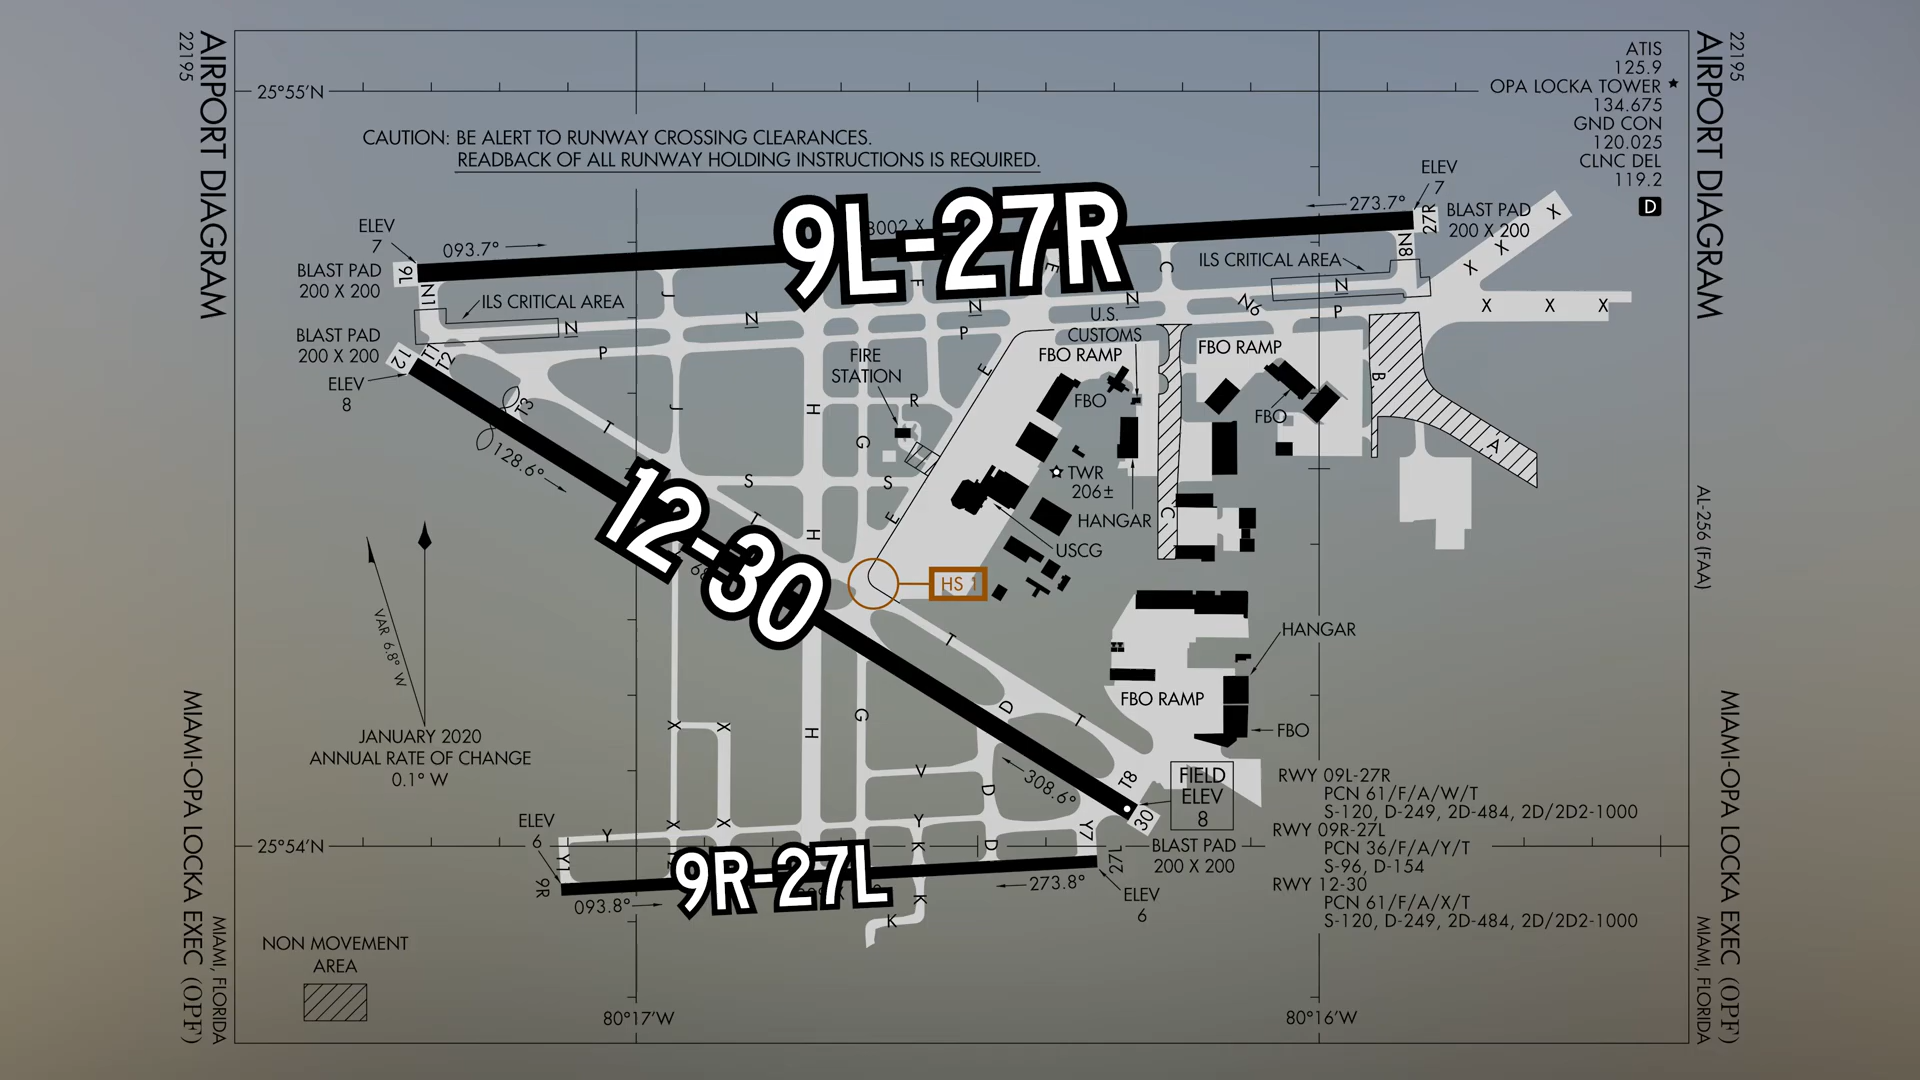 AIRPORT DIAGRAM
22195
AIRPORT DIAGRAM
22195
ATIS
125.9
OPA LOCKA TOWER
134.675
GND CON
120.025
CLNC DEL
119.2
D
25°55'N
CAUTION: BE ALERT TO RUNWAY CROSSING CLEARANCES.
READBACK OF ALL RUNWAY HOLDING INSTRUCTIONS IS REQUIRED.
9L-27R
ELEV
7
093.7°
9L
BLAST PAD
200 X 200
8002 X
273.7°
ELEV
7
27R
BLAST PAD
200 X 200
N1
ILS CRITICAL AREA
N8
ILS CRITICAL AREA
J
F
E
C
N
N
N
N
N
N6
P
P
P
X
X
X
X
X
X
BLAST PAD
200 X 200
12
T1
T2
ELEV
8
T3
128.6°
U.S.
CUSTOMS
FBO RAMP
FBO RAMP
FIRE
STATION
FBO
FBO
B
A
E
R
J
H
G
T
S
S
E
T
H
TWR
206±
HANGAR
USCG
C
12-30
HS 1
T
AL-256 (FAA)
VAR 6.8° W
JANUARY 2020
ANNUAL RATE OF CHANGE
0.1° W
HANGAR
FBO RAMP
FBO
X
X
H
G
D
T
V
D
308.6°
T8
FIELD
ELEV
8
30
BLAST PAD
200 X 200
X
X
Y
Y
Y1
Y7
K
D
25°54'N
ELEV
6
9R
093.8°
9R-27L
273.8°
27L
ELEV
6
K
K
RWY 09L-27R
PCN 61/F/A/W/T
S-120, D-249, 2D-484, 2D/2D2-1000
RWY 09R-27L
PCN 36/F/A/Y/T
S-96, D-154
RWY 12-30
PCN 61/F/A/X/T
S-120, D-249, 2D-484, 2D/2D2-1000
NON MOVEMENT
AREA
80°17'W
80°16'W
MIAMI-OPA LOCKA EXEC (OPF)
MIAMI, FLORIDA
MIAMI-OPA LOCKA EXEC (OPF)
MIAMI, FLORIDA